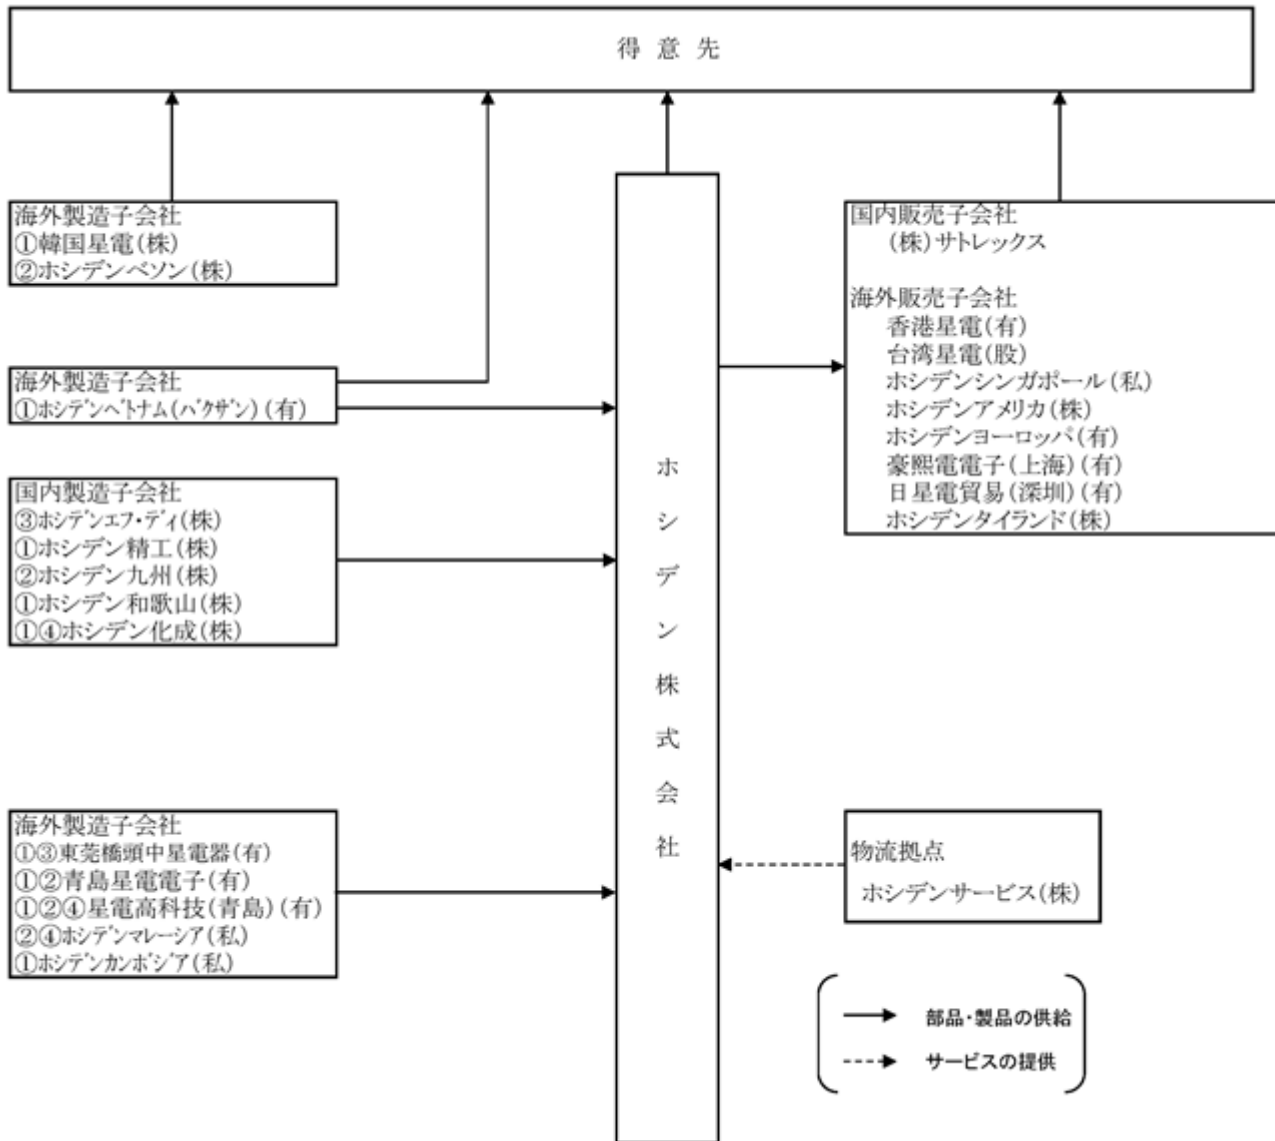 得意先
海外製造子会社
①韓国星電(株)
②ホシデンベソン(株)
海外製造子会社
①ホシデンベトナム(バクザン)(有)
国内製造子会社
③ホシデンエフ・ディ(株)
①ホシデン精工(株)
②ホシデン九州(株)
①ホシデン和歌山(株)
①④ホシデン化成(株)
海外製造子会社
①③東莞橋頭中星電器(有)
①②青島星電電子(有)
①②④星電高科技(青島)(有)
②④ホシデンマレーシア(私)
①ホシデンカンボジア(私)
ホシデン株式会社
国内販売子会社
(株)サトレックス
海外販売子会社
香港星電(有)
台湾星電(股)
ホシデンシンガポール(私)
ホシデンアメリカ(株)
ホシデンヨーロッパ(有)
豪熙電電子(上海)(有)
日星電貿易(深圳)(有)
ホシデンタイランド(株)
物流拠点
ホシデンサービス(株)
部品・製品の供給
サービスの提供